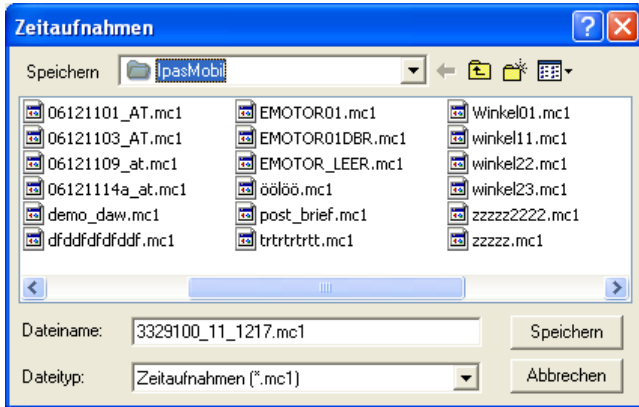 Zeitaufnahmen
Speichern IpasMobil
06121101_AT.mc1 EMOTOR01.mc1 Winkel01.mc1
06121103_AT.mc1 EMOTOR01DBR.mc1 winkel11.mc1
06121109_at.mc1 EMOTOR_LEER.mc1 winkel22.mc1
06121114a_at.mc1 öölöö.mc1 winkel23.mc1
demo_daw.mc1 post_brief.mc1 zzzzz2222.mc1
dfddfdfdfddf.mc1 trtrtrtrtt.mc1 zzzzz.mc1
Dateiname: 3329100_11_1217.mc1 Speichern
Dateityp: Zeitaufnahmen (*.mc1) Abbrechen